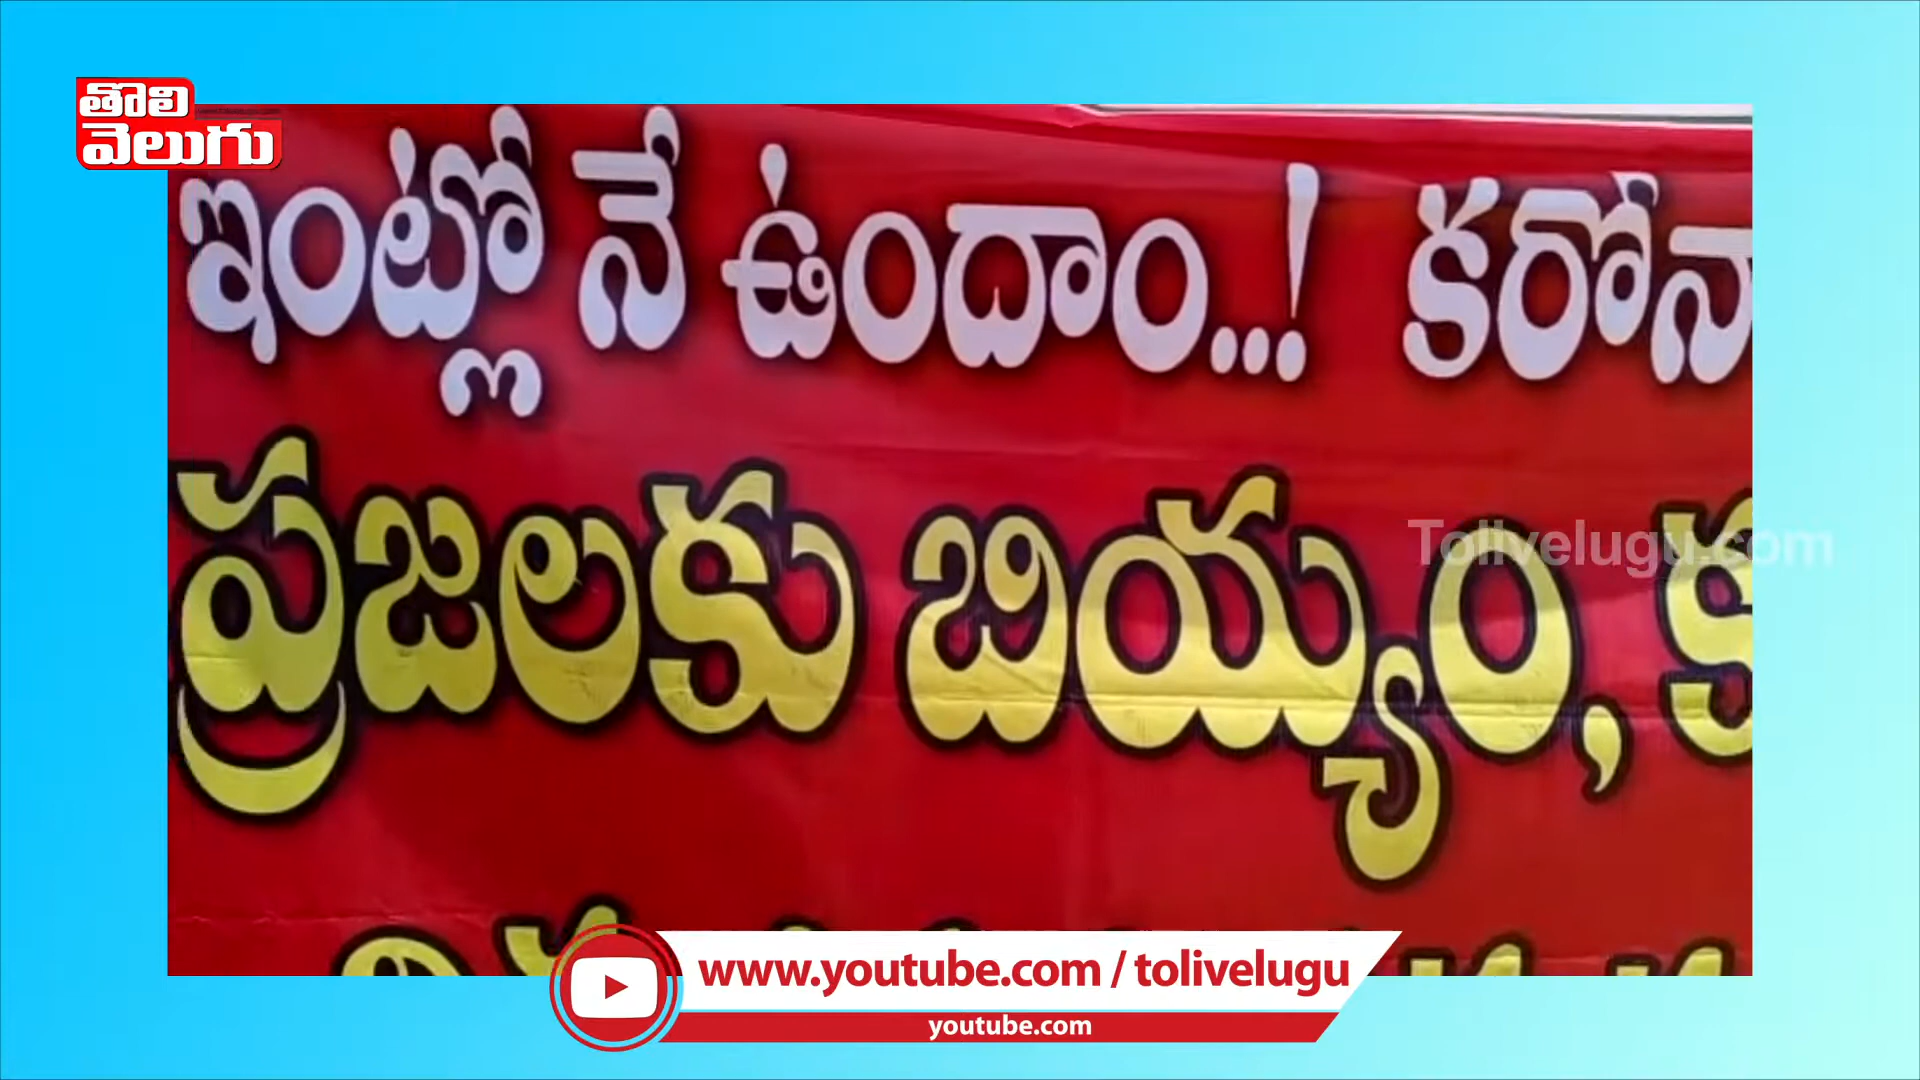 తొలి
వెలుగు
ఇంట్లో నే ఉందాం...! కరోనా
ప్రజలకు బియ్యం,
Tolivelugu.com
www.youtube.com / tolivelugu
youtube.com